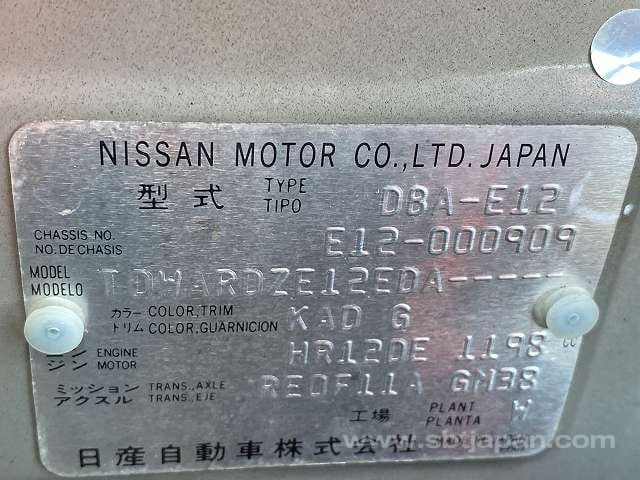 NISSAN MOTOR CO.,LTD. JAPAN
型式 TYPE TIPO DBA-E12
CHASSIS NO. NO.DE CHASIS E12-000909
MODEL MODELO TDWARDZE12EDA-----
カラー COLOR,TRIM トリム COLOR,GUARNICION KAD G
ジン ENGINE MOTOR HR12DE 1198 cc
ミッション TRANS.,AXLE アクスル TRANS.,EJE RE0F11A GM38
工場 PLANT PLANTA W
日産自動車株式会社
www.sbtjapan.com